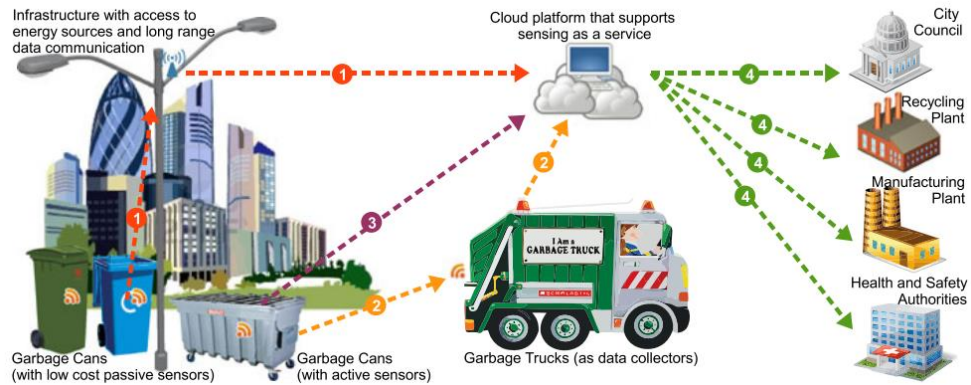 Infrastructure with access to
energy sources and long range
data communication
Cloud platform that supports
sensing as a service
City
Council
Recycling
Plant
Manufacturing
Plant
Health and Safety
Authorities
1
1
2
2
3
4
4
4
4
I Am a
GARBAGE TRUCK
SCHOLASTIC
Garbage Cans
(with low cost passive sensors)
Garbage Cans
(with active sensors)
Garbage Trucks (as data collectors)